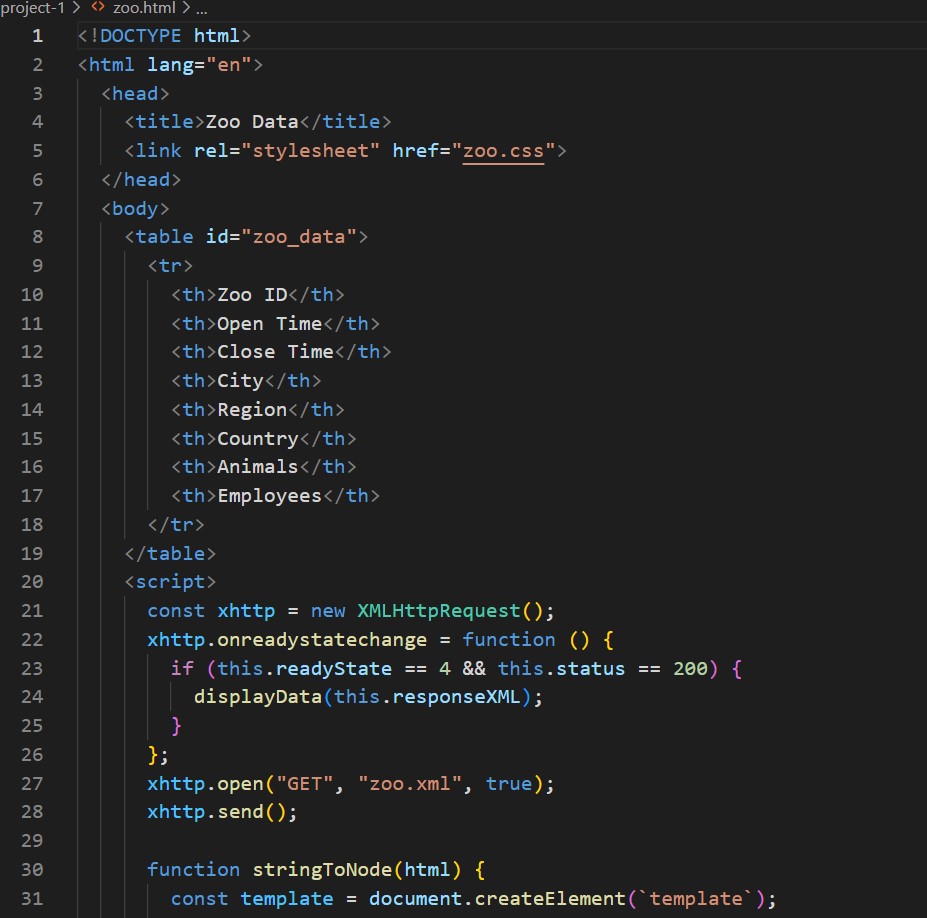 project-1 > <> zoo.html > ...
1 <!DOCTYPE html>
2 <html lang="en">
3 <head>
4 <title>Zoo Data</title>
5 <link rel="stylesheet" href="zoo.css">
6 </head>
7 <body>
8 <table id="zoo_data">
9 <tr>
10 <th>Zoo ID</th>
11 <th>Open Time</th>
12 <th>Close Time</th>
13 <th>City</th>
14 <th>Region</th>
15 <th>Country</th>
16 <th>Animals</th>
17 <th>Employees</th>
18 </tr>
19 </table>
20 <script>
21 const xhttp = new XMLHttpRequest();
22 xhttp.onreadystatechange = function () {
23 if (this.readyState == 4 && this.status == 200) {
24 displayData(this.responseXML);
25 }
26 };
27 xhttp.open("GET", "zoo.xml", true);
28 xhttp.send();
29
30 function stringToNode(html) {
31 const template = document.createElement(`template`);